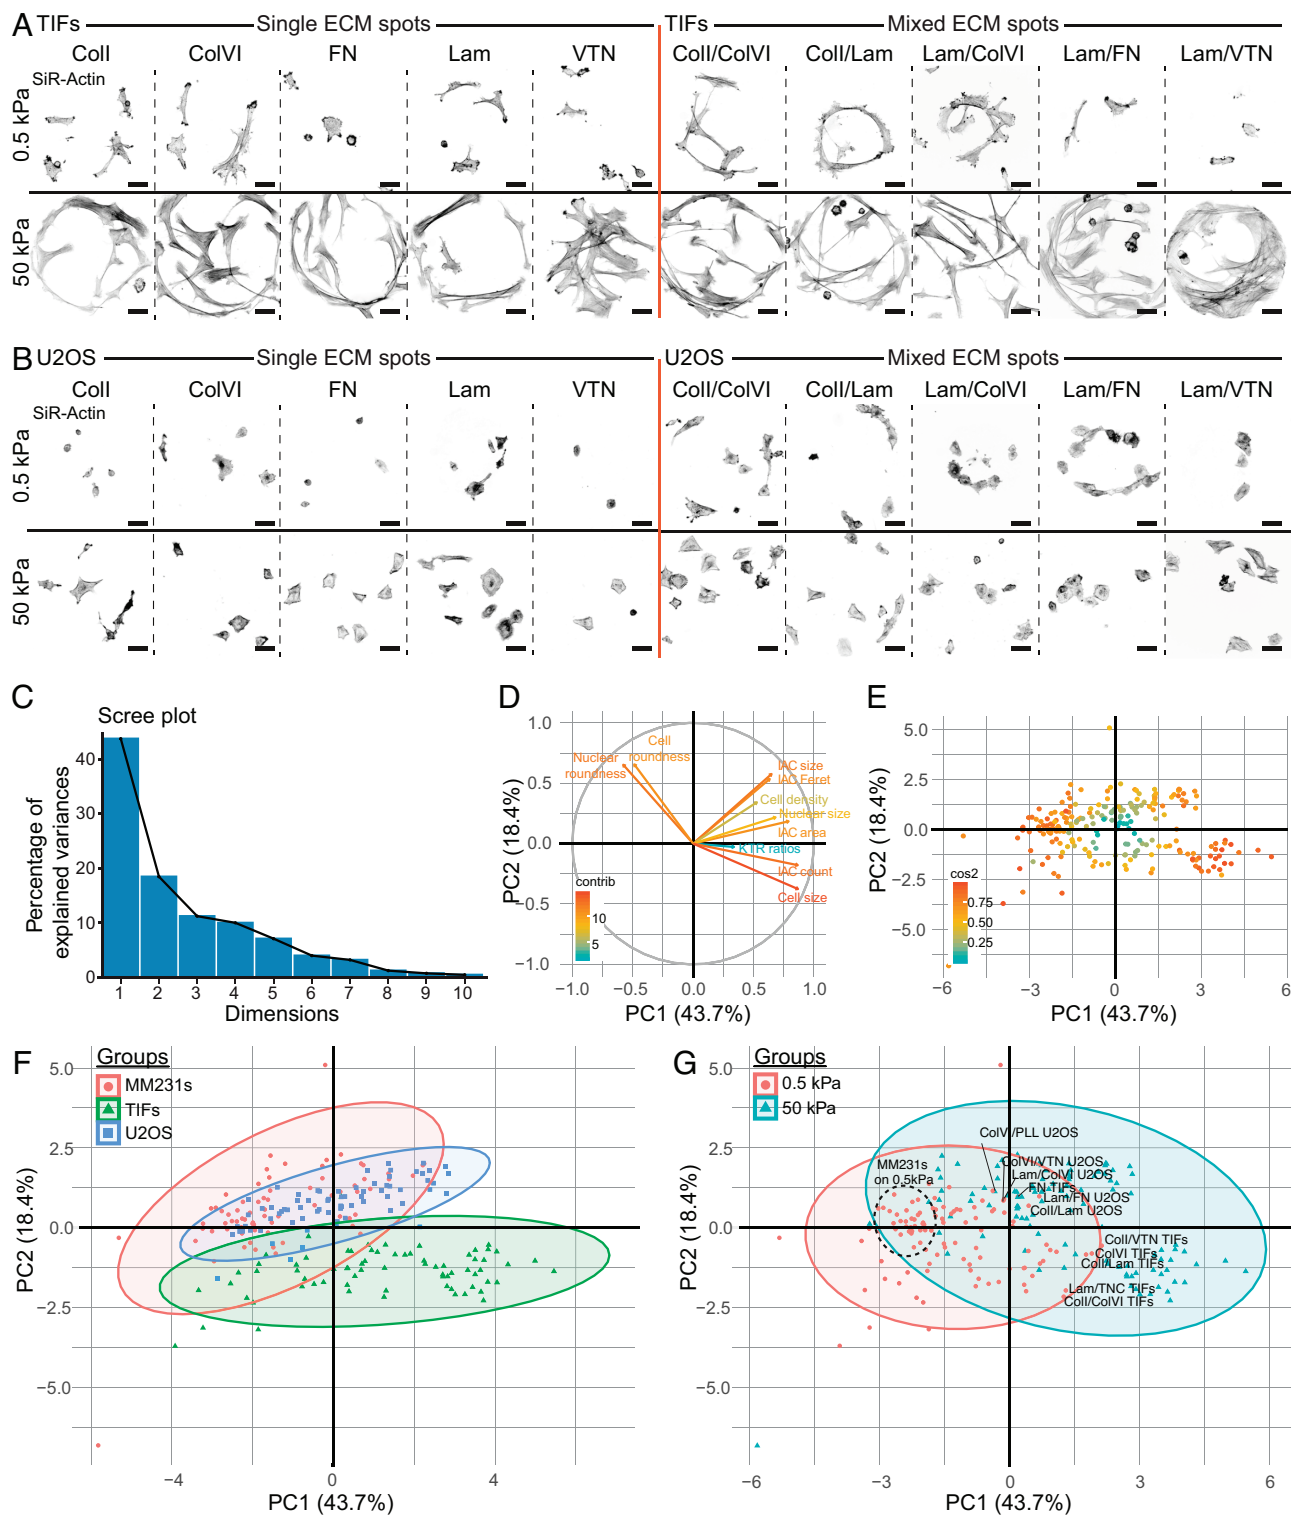 A TIFs Single ECM spots TIFs Mixed ECM spots
ColI ColVI FN Lam VTN ColI/ColVI ColI/Lam Lam/ColVI Lam/FN Lam/VTN
SiR-Actin
0.5 kPa
50 kPa
B U2OS Single ECM spots U2OS Mixed ECM spots
ColI ColVI FN Lam VTN ColI/ColVI ColI/Lam Lam/ColVI Lam/FN Lam/VTN
SiR-Actin
0.5 kPa
50 kPa
C
Scree plot
Percentage of
explained variances
40
30
20
10
0
1 2 3 4 5 6 7 8 9 10
Dimensions
D
PC2 (18.4%)
1.0
0.5
0.0
−0.5
−1.0
Cell
roundness
Nuclear
roundness
IAC size
IAC Feret
Cell density
Nuclear size
IAC area
KTR ratios
IAC count
Cell size
contrib
10
5
−1.0 −0.5 0.0 0.5 1.0
PC1 (43.7%)
E
PC2 (18.4%)
5.0
2.5
0.0
−2.5
−5.0
cos2
0.75
0.50
0.25
−6 −3 0 3 6
PC1 (43.7%)
F
Groups
MM231s
TIFs
U2OS
PC2 (18.4%)
5.0
2.5
0.0
−2.5
−5.0
−4 0 4
PC1 (43.7%)
G
Groups
0.5 kPa
50 kPa
PC2 (18.4%)
5.0
2.5
0.0
−2.5
−5.0
ColVI/PLL U2OS
MM231s
on 0.5kPa
ColVI/VTN U2OS
Lam/ColVI U2OS
FN TIFs
Lam/FN U2OS
ColI/Lam U2OS
ColI/VTN TIFs
ColVI TIFs
ColI/Lam TIFs
Lam/TNC TIFs
ColI/ColVI TIFs
−6 −3 0 3 6
PC1 (43.7%)